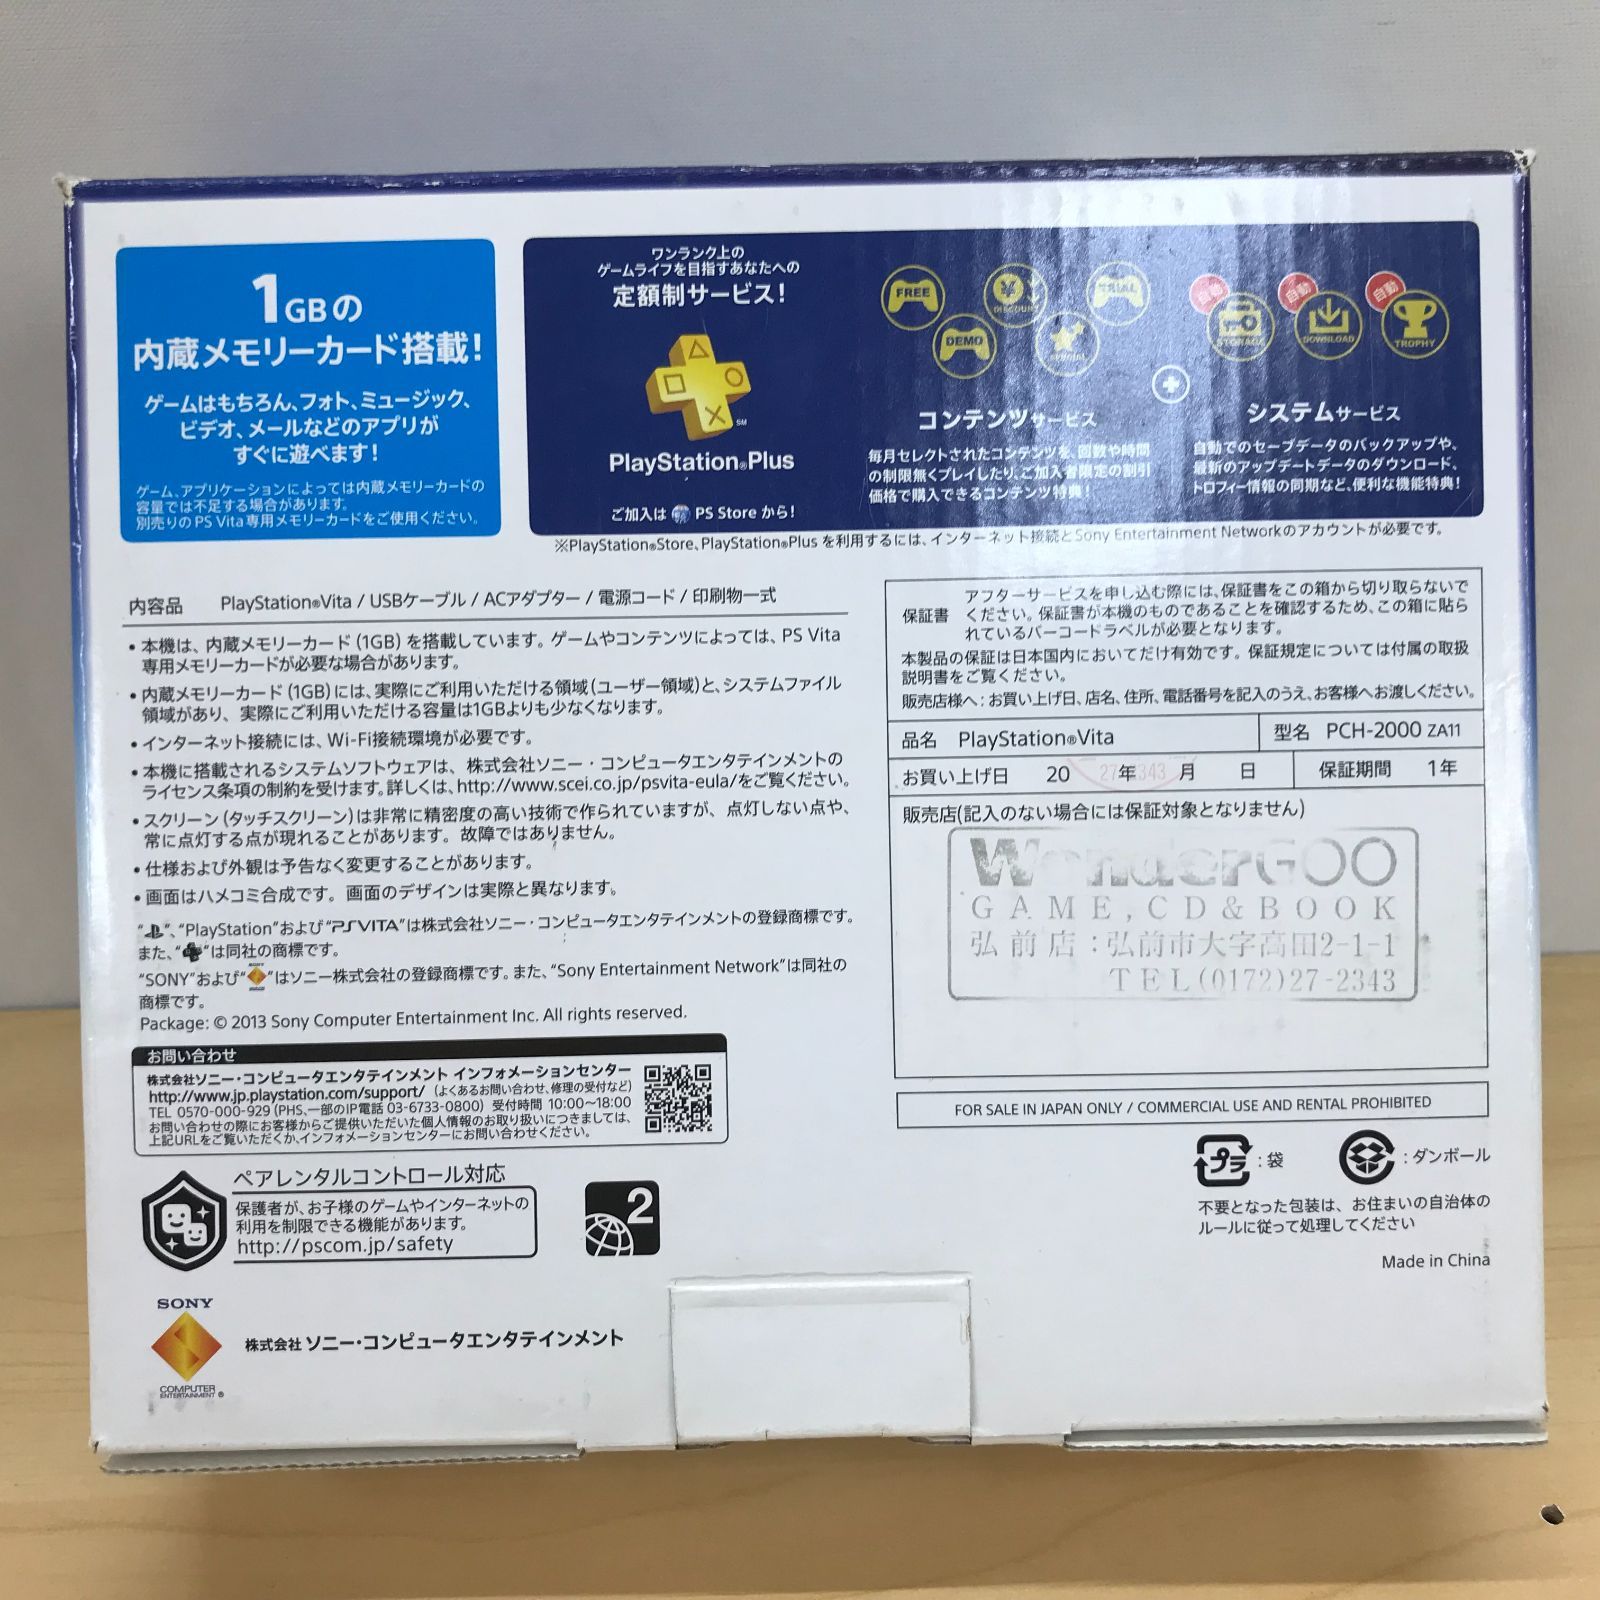 1GBの
内蔵メモリーカード搭載!
ゲームはもちろん、フォト、ミュージック、
ビデオ、メールなどのアプリが
すぐに遊べます!
ゲーム、アプリケーションによっては内蔵メモリーカードの
容量では不足する場合があります。
別売りのPS Vita専用メモリーカードをご使用ください。
ワンランク上の
ゲームライフを目指すあなたへの
定額制サービス!
PlayStation®Plus
ご加入は PS Store から!
FREE
DISCOUNT
TRIAL
DEMO
SPECIAL
コンテンツサービス
毎月セレクトされたコンテンツを、回数や時間
の制限無くプレイしたり、ご加入者限定の割引
価格で購入できるコンテンツ特典!
自動
自動
自動
STORAGE
DOWNLOAD
TROPHY
システムサービス
自動でのセーブデータのバックアップや、
最新のアップデートデータのダウンロード、
トロフィー情報の同期など、便利な機能特典!
※PlayStation®Store、PlayStation®Plus を利用するには、インターネット接続とSony Entertainment Networkのアカウントが必要です。
内容品 PlayStation®Vita / USBケーブル / ACアダプター / 電源コード / 印刷物一式
• 本機は、内蔵メモリーカード (1GB) を搭載しています。ゲームやコンテンツによっては、PS Vita
専用メモリーカードが必要な場合があります。
• 内蔵メモリーカード (1GB) には、実際にご利用いただける領域(ユーザー領域)と、システムファイル
領域があり、実際にご利用いただける容量は1GBよりも少なくなります。
• インターネット接続には、Wi-Fi接続環境が必要です。
• 本機に搭載されるシステムソフトウェアは、株式会社ソニー・コンピュータエンタテインメントの
ライセンス条項の制約を受けます。詳しくは、http://www.scei.co.jp/psvita-eula/をご覧ください。
• スクリーン (タッチスクリーン) は非常に精密度の高い技術で作られていますが、点灯しない点や、
常に点灯する点が現れることがあります。故障ではありません。
• 仕様および外観は予告なく変更することがあります。
• 画面はハメコミ合成です。画面のデザインは実際と異なります。
“ ”、“PlayStation”および“PSVITA”は株式会社ソニー・コンピュータエンタテインメントの登録商標です。
また、“ ”は同社の商標です。
“SONY”および“ ”はソニー株式会社の登録商標です。また、“Sony Entertainment Network”は同社の
商標です。
Package: © 2013 Sony Computer Entertainment Inc. All rights reserved.
お問い合わせ
株式会社ソニー・コンピュータエンタテインメント インフォメーションセンター
http://www.jp.playstation.com/support/ (よくあるお問い合わせ、修理の受付など)
TEL 0570-000-929 (PHS、一部のIP電話 03-6733-0800) 受付時間 10:00~18:00
お問い合わせの際にお客様からご提供いただいた個人情報のお取り扱いにつきましては、
上記URLをご覧いただくか、インフォメーションセンターにお問い合わせください。
ペアレンタルコントロール対応
保護者が、お子様のゲームやインターネットの
利用を制限できる機能があります。
http://pscom.jp/safety
2
SONY
COMPUTER
ENTERTAINMENT ®
株式会社 ソニー・コンピュータエンタテインメント
保証書 アフターサービスを申し込む際には、保証書をこの箱から切り取らないで
ください。保証書が本機のものであることを確認するため、この箱に貼ら
れているバーコードラベルが必要となります。
本製品の保証は日本国内においてだけ有効です。保証規定については付属の取扱
説明書をご覧ください。
販売店様へ: お買い上げ日、店名、住所、電話番号を記入のうえ、お客様へお渡しください。
品名 PlayStation®Vita 型名 PCH-2000 ZA11
お買い上げ日 20 年 月 日 保証期間 1年
販売店(記入のない場合には保証対象となりません)
WonderGOO
GAME,CD&BOOK
弘前店:弘前市大字高田2-1-1
TEL(0172)27-2343
FOR SALE IN JAPAN ONLY / COMMERCIAL USE AND RENTAL PROHIBITED
プラ : 袋 : ダンボール
不要となった包装は、お住まいの自治体の
ルールに従って処理してください
Made in China